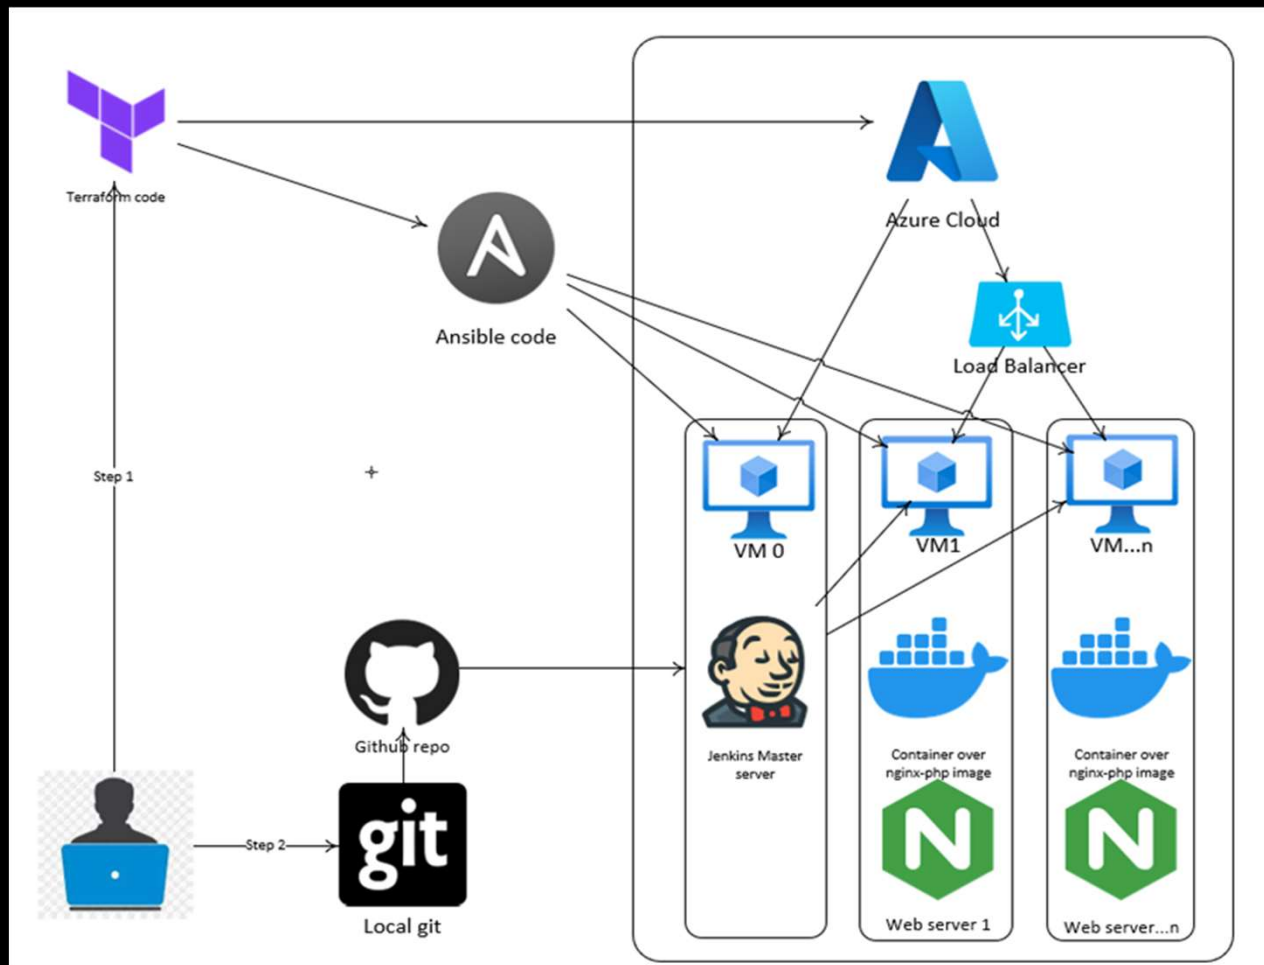 Terraform code
Azure Cloud
Ansible code
Load Balancer
Step 1
VM 0
VM1
VM...n
Github repo
Jenkins Master
server
Container over
nginx-php image
Container over
nginx-php image
Step 2
git
N
N
Local git
Web server 1
Web server...n